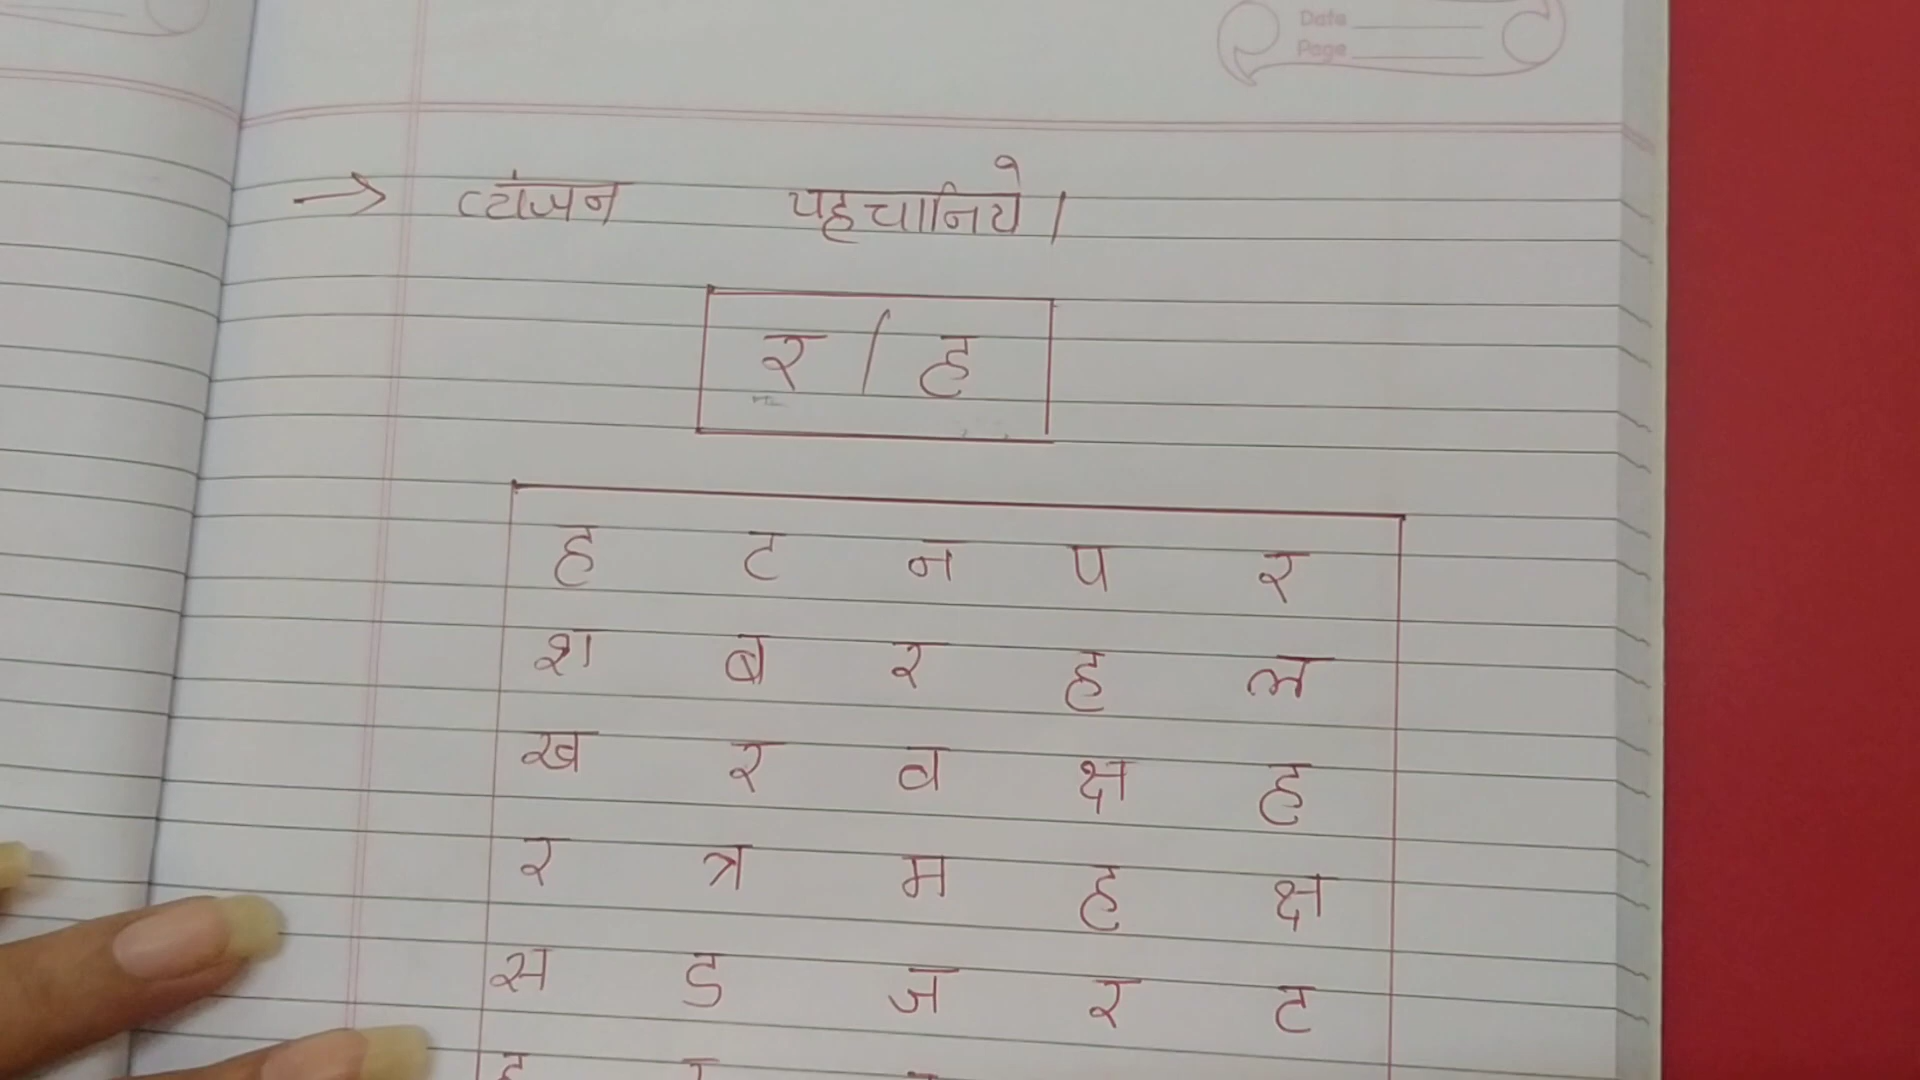 Date
Page
→ व्यंजन पहचानिये।
र / ह
ह ट न प र
श ब र ह ल
ख र व क्ष ह
र त्र म ह क्ष
स ड ज र ट